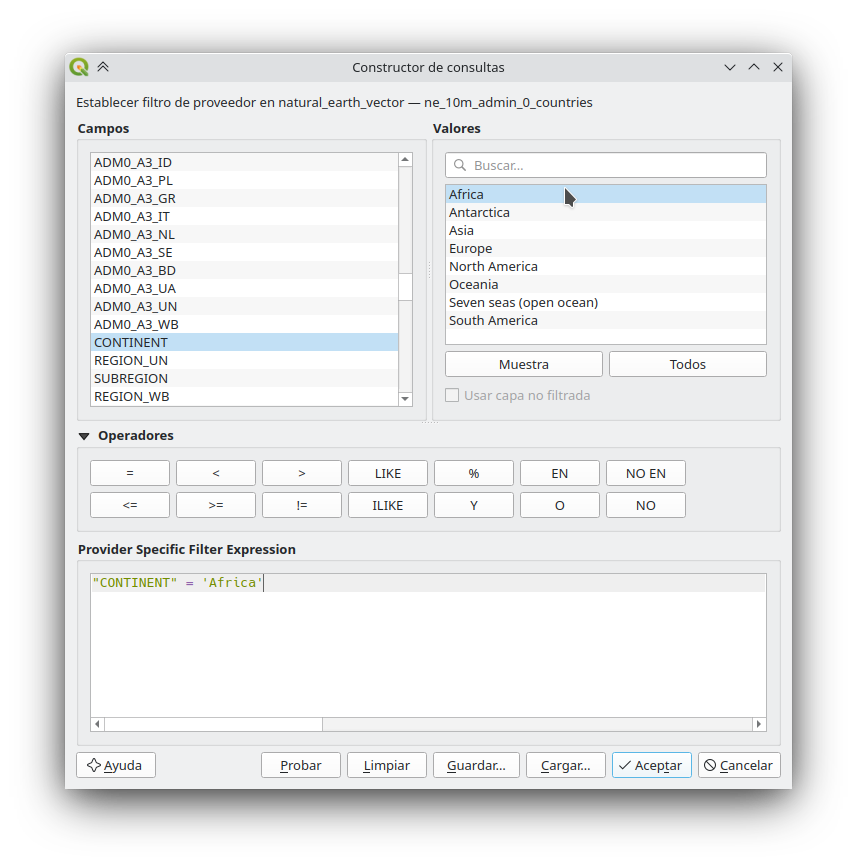 Constructor de consultas
Establecer filtro de proveedor en natural_earth_vector — ne_10m_admin_0_countries
Campos
ADM0_A3_ID
ADM0_A3_PL
ADM0_A3_GR
ADM0_A3_IT
ADM0_A3_NL
ADM0_A3_SE
ADM0_A3_BD
ADM0_A3_UA
ADM0_A3_UN
ADM0_A3_WB
CONTINENT
REGION_UN
SUBREGION
REGION_WB
Valores
Buscar...
Africa
Antarctica
Asia
Europe
North America
Oceania
Seven seas (open ocean)
South America
Muestra Todos
Usar capa no filtrada
Operadores
= < > LIKE % EN NO EN
<= >= != ILIKE Y O NO
Provider Specific Filter Expression
"CONTINENT" = 'Africa'
Ayuda Probar Limpiar Guardar... Cargar... Aceptar Cancelar